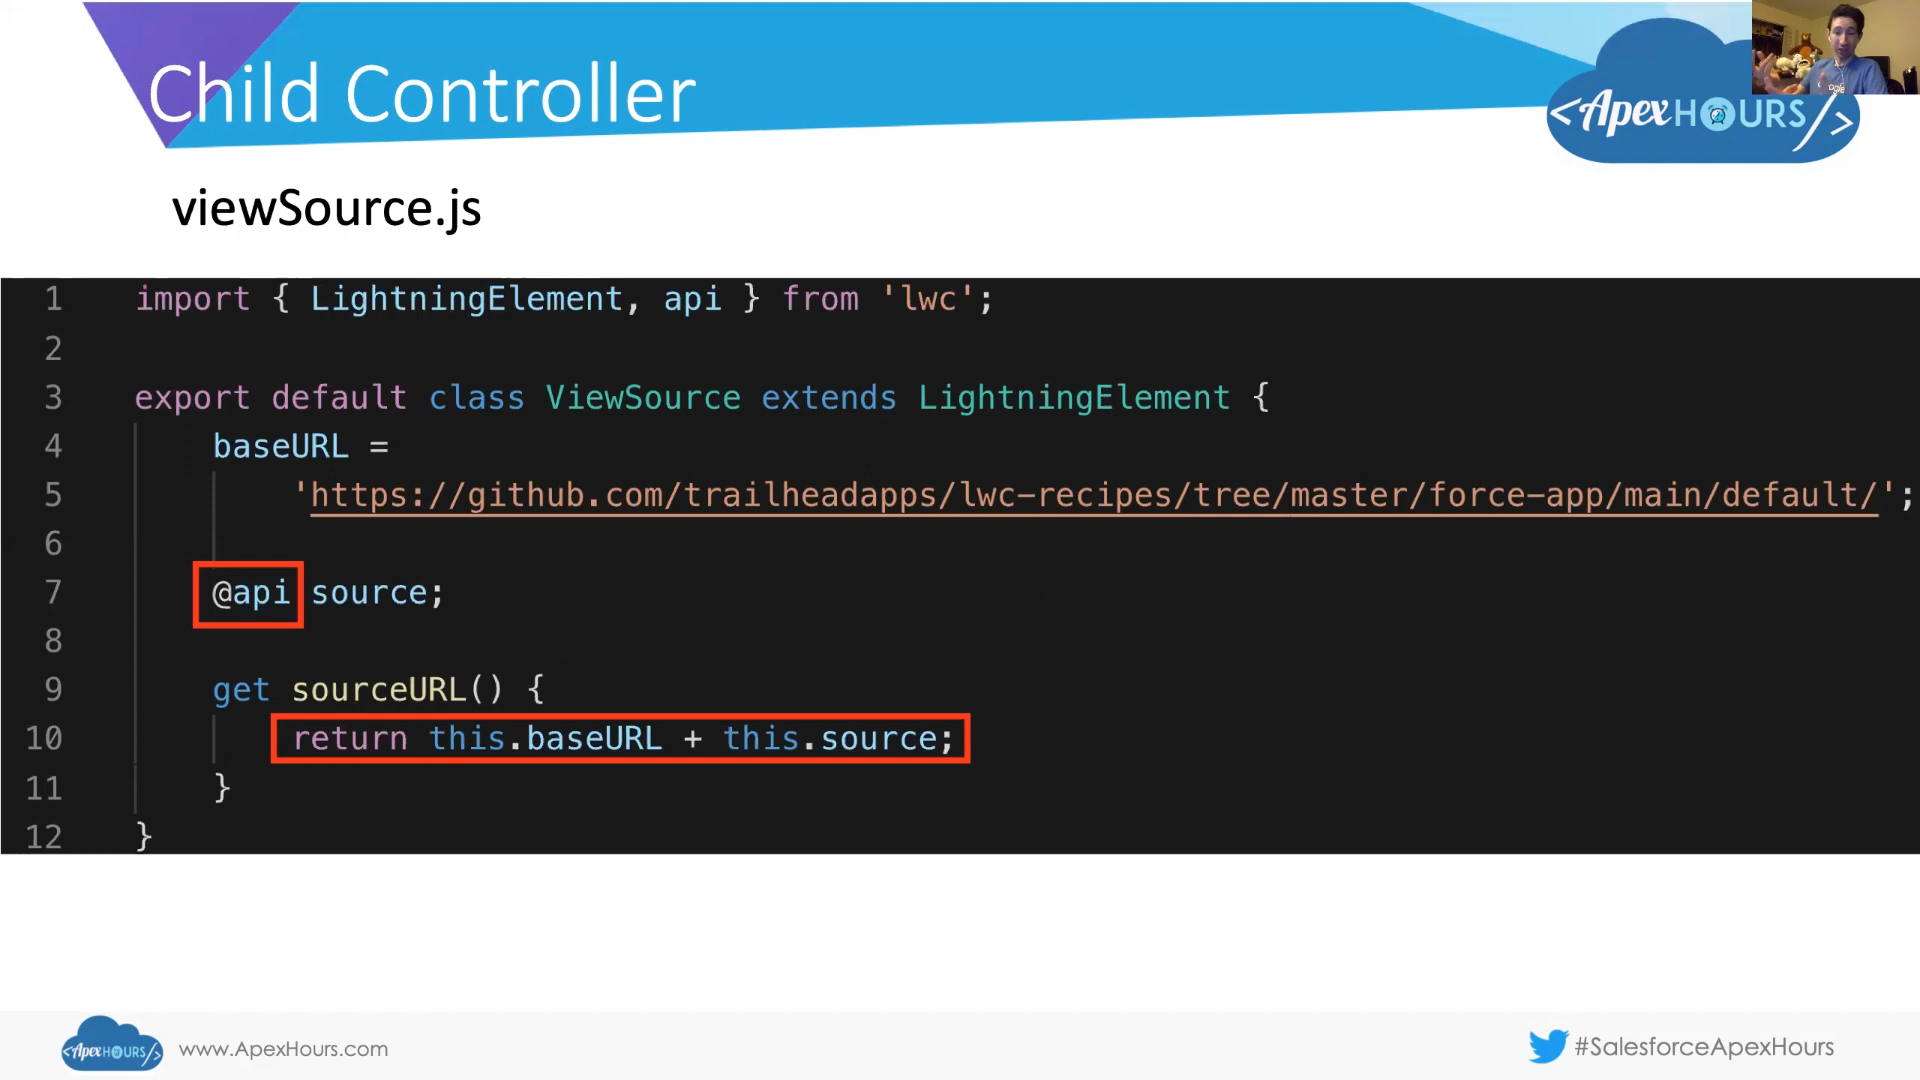 Child Controller
<ApexHOURS/>
viewSource.js
1 import { LightningElement, api } from 'lwc';
2
3 export default class ViewSource extends LightningElement {
4 baseURL =
5 'https://github.com/trailheadapps/lwc-recipes/tree/master/force-app/main/default/';
6
7 @api source;
8
9 get sourceURL() {
10 return this.baseURL + this.source;
11 }
12 }
<ApexHOURS/> www.ApexHours.com
#SalesforceApexHours